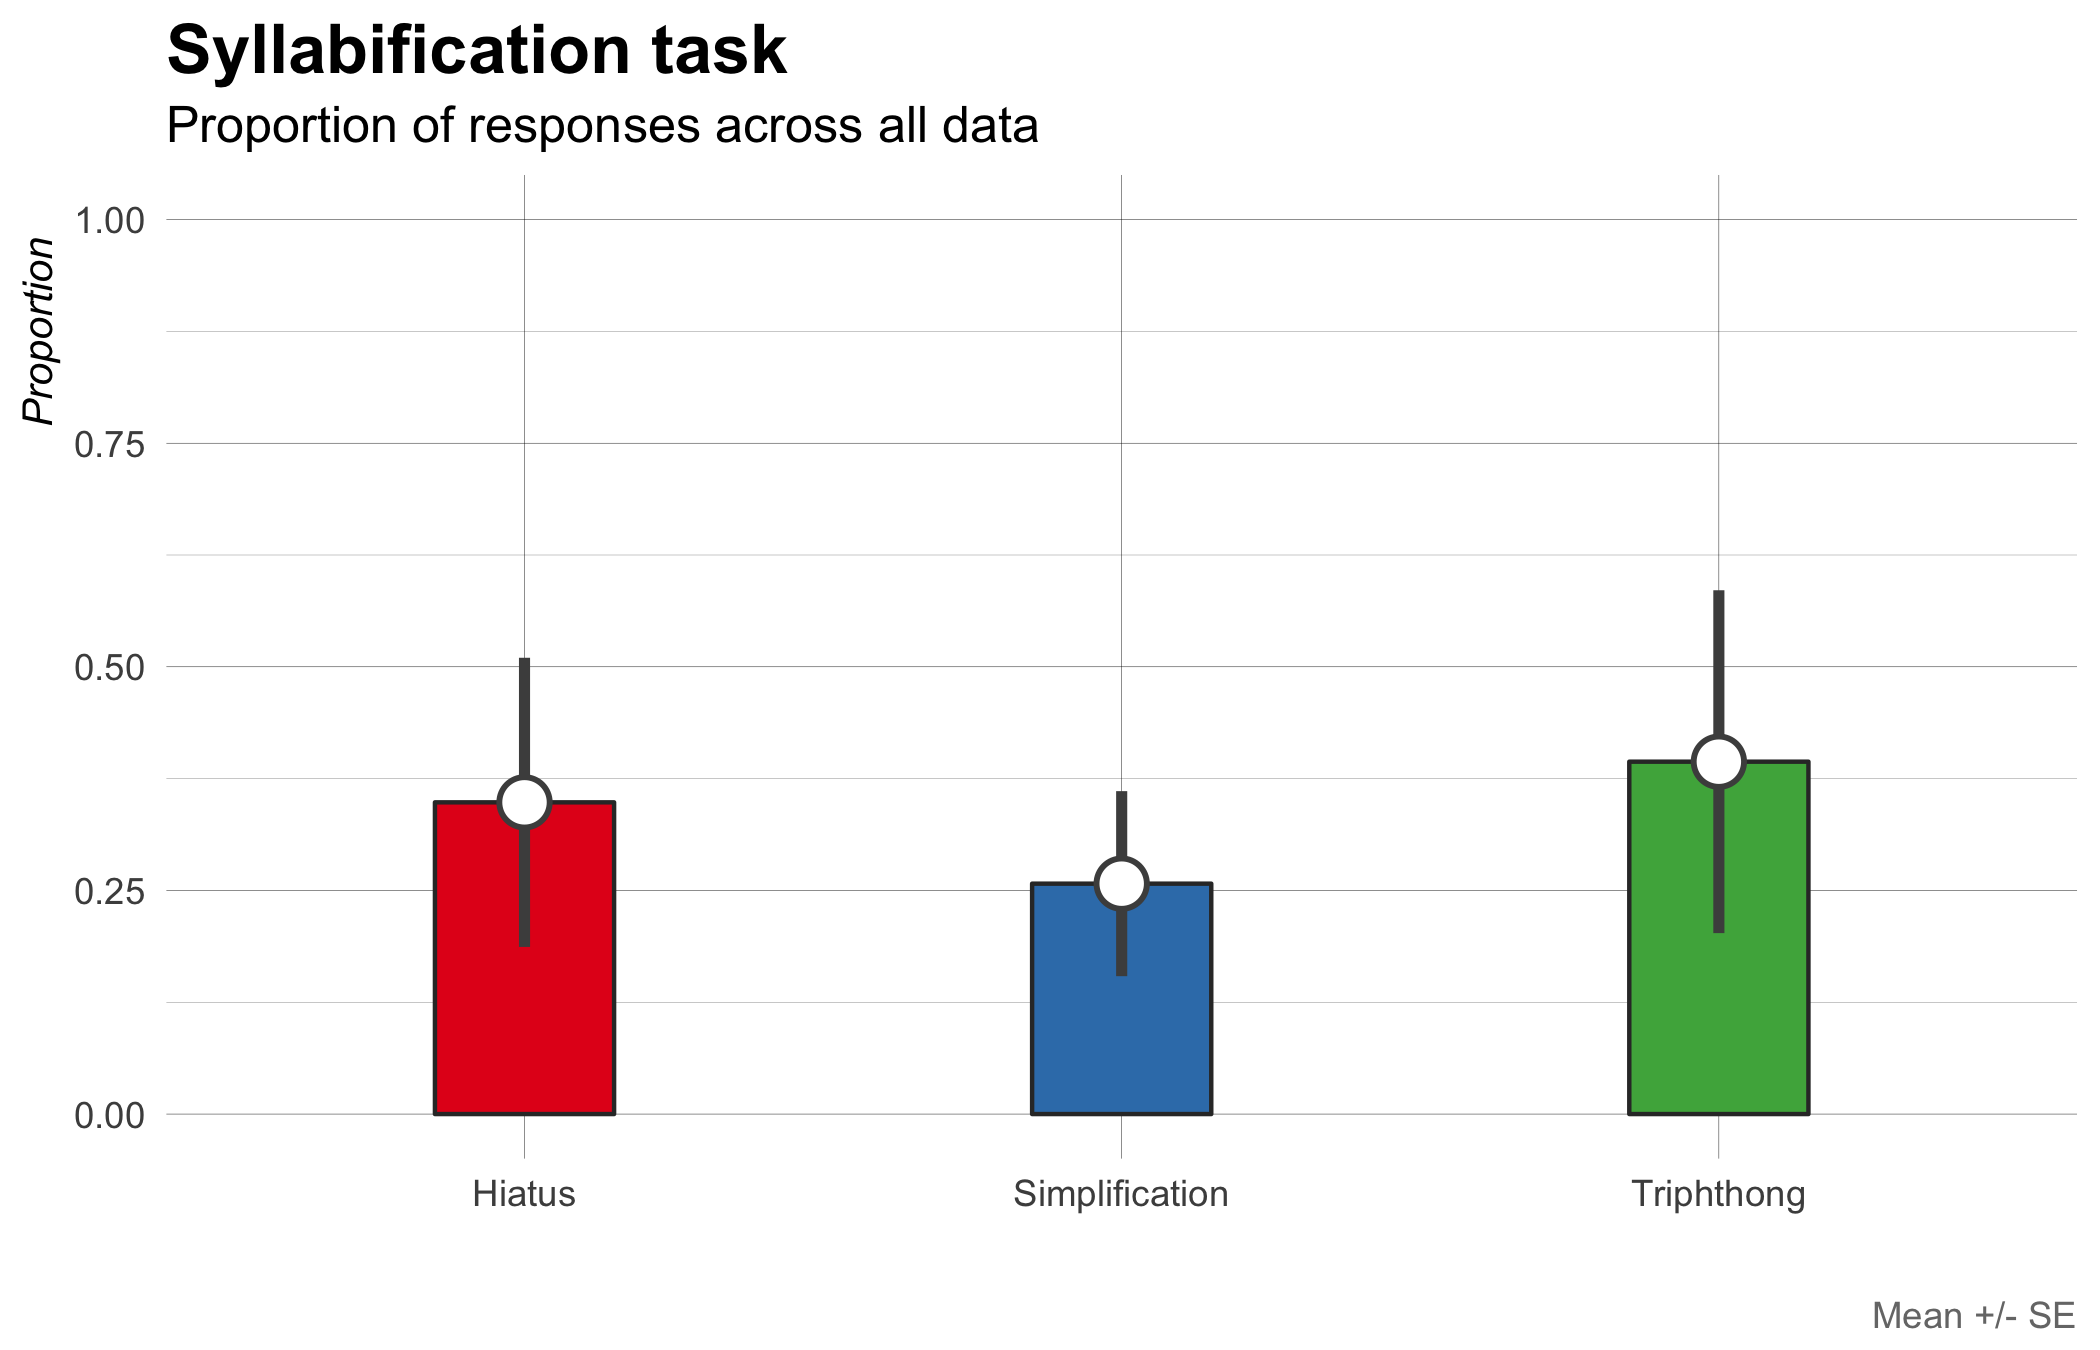 Syllabification task
Proportion of responses across all data
Proportion
1.00
0.75
0.50
0.25
0.00
Hiatus
Simplification
Triphthong
Mean +/- SE